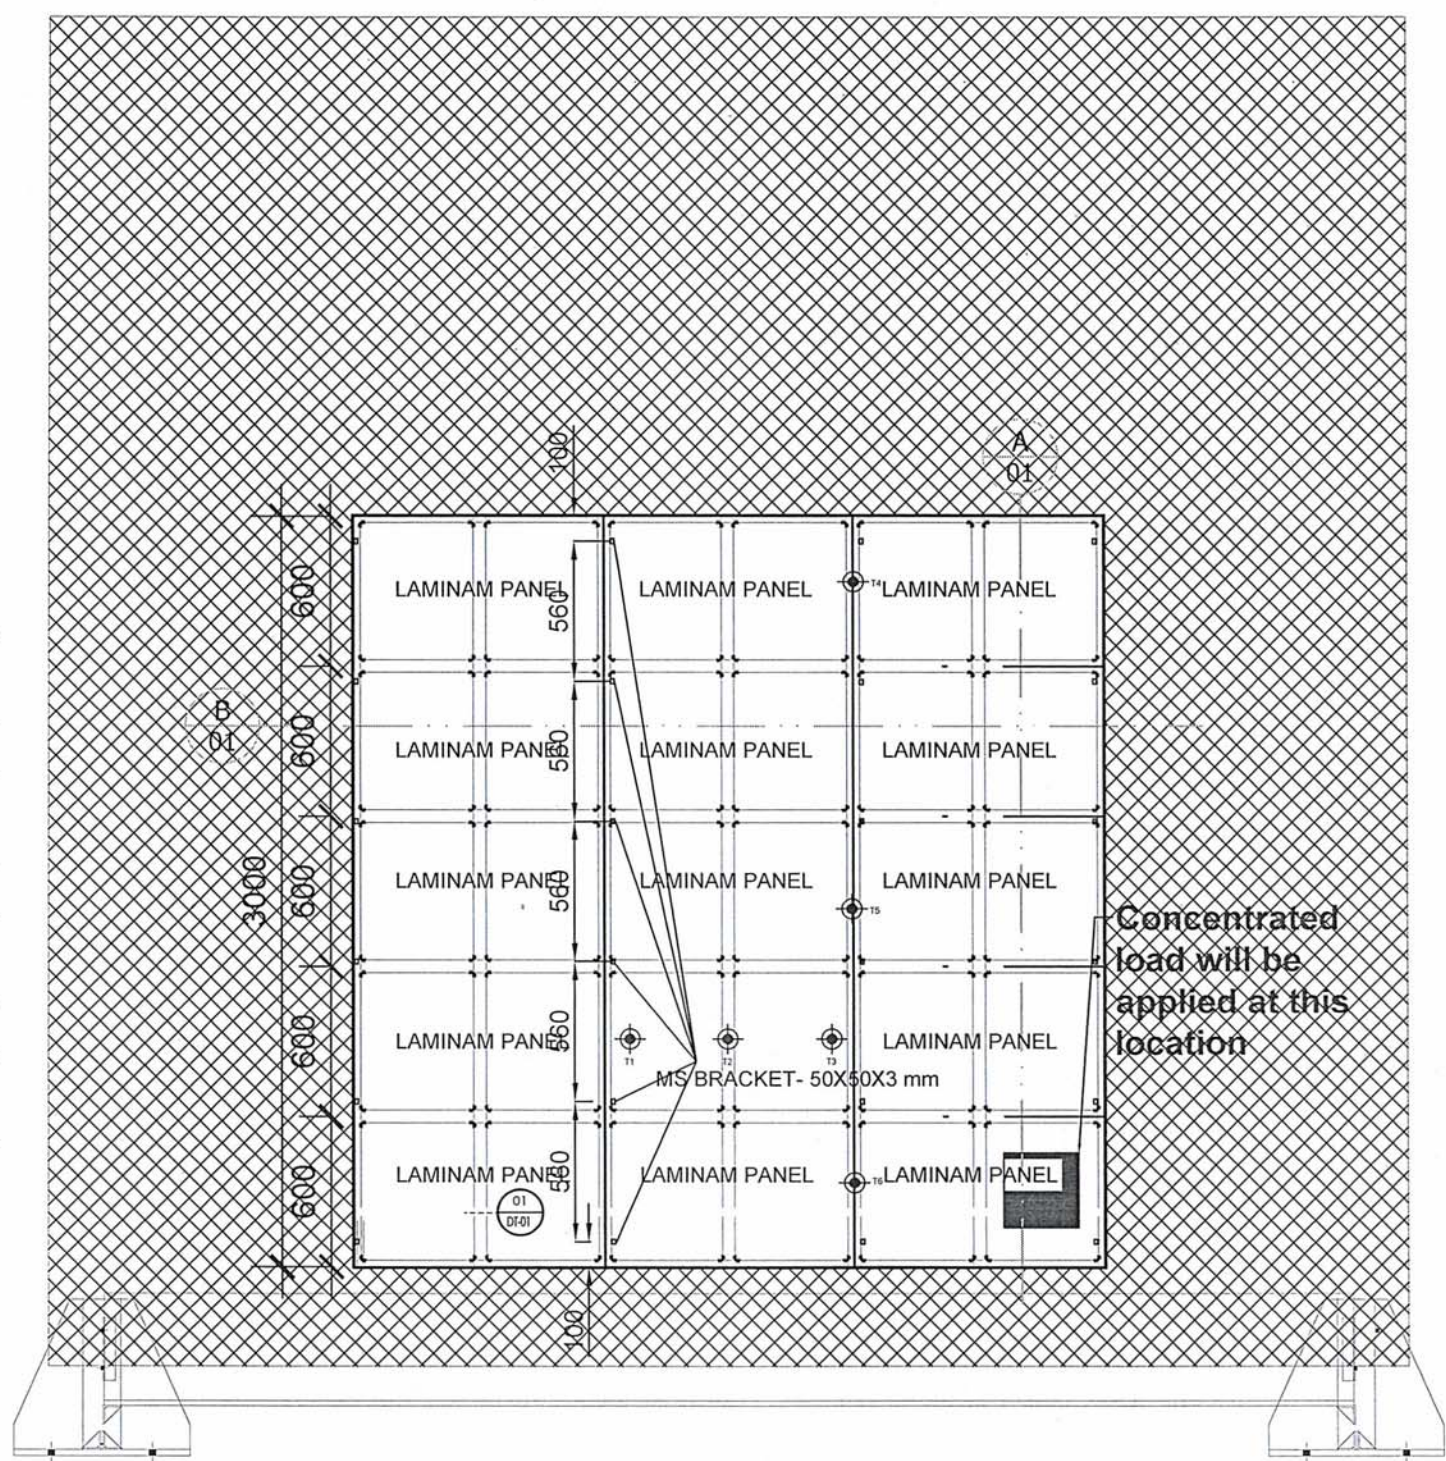 100
A
01
600
LAMINAM PANEL
LAMINAM PANEL
T4
LAMINAM PANEL
560
B
01
600
LAMINAM PANEL
560
LAMINAM PANEL
LAMINAM PANEL
3000
600
LAMINAM PANEL
560
LAMINAM PANEL
LAMINAM PANEL
T5
Concentrated
load will be
applied at this
location
600
LAMINAM PANEL
560
T1
T2
T3
LAMINAM PANEL
MS BRACKET- 50X50X3 mm
600
LAMINAM PANEL
560
LAMINAM PANEL
T6
LAMINAM PANEL
01
DT-01
100